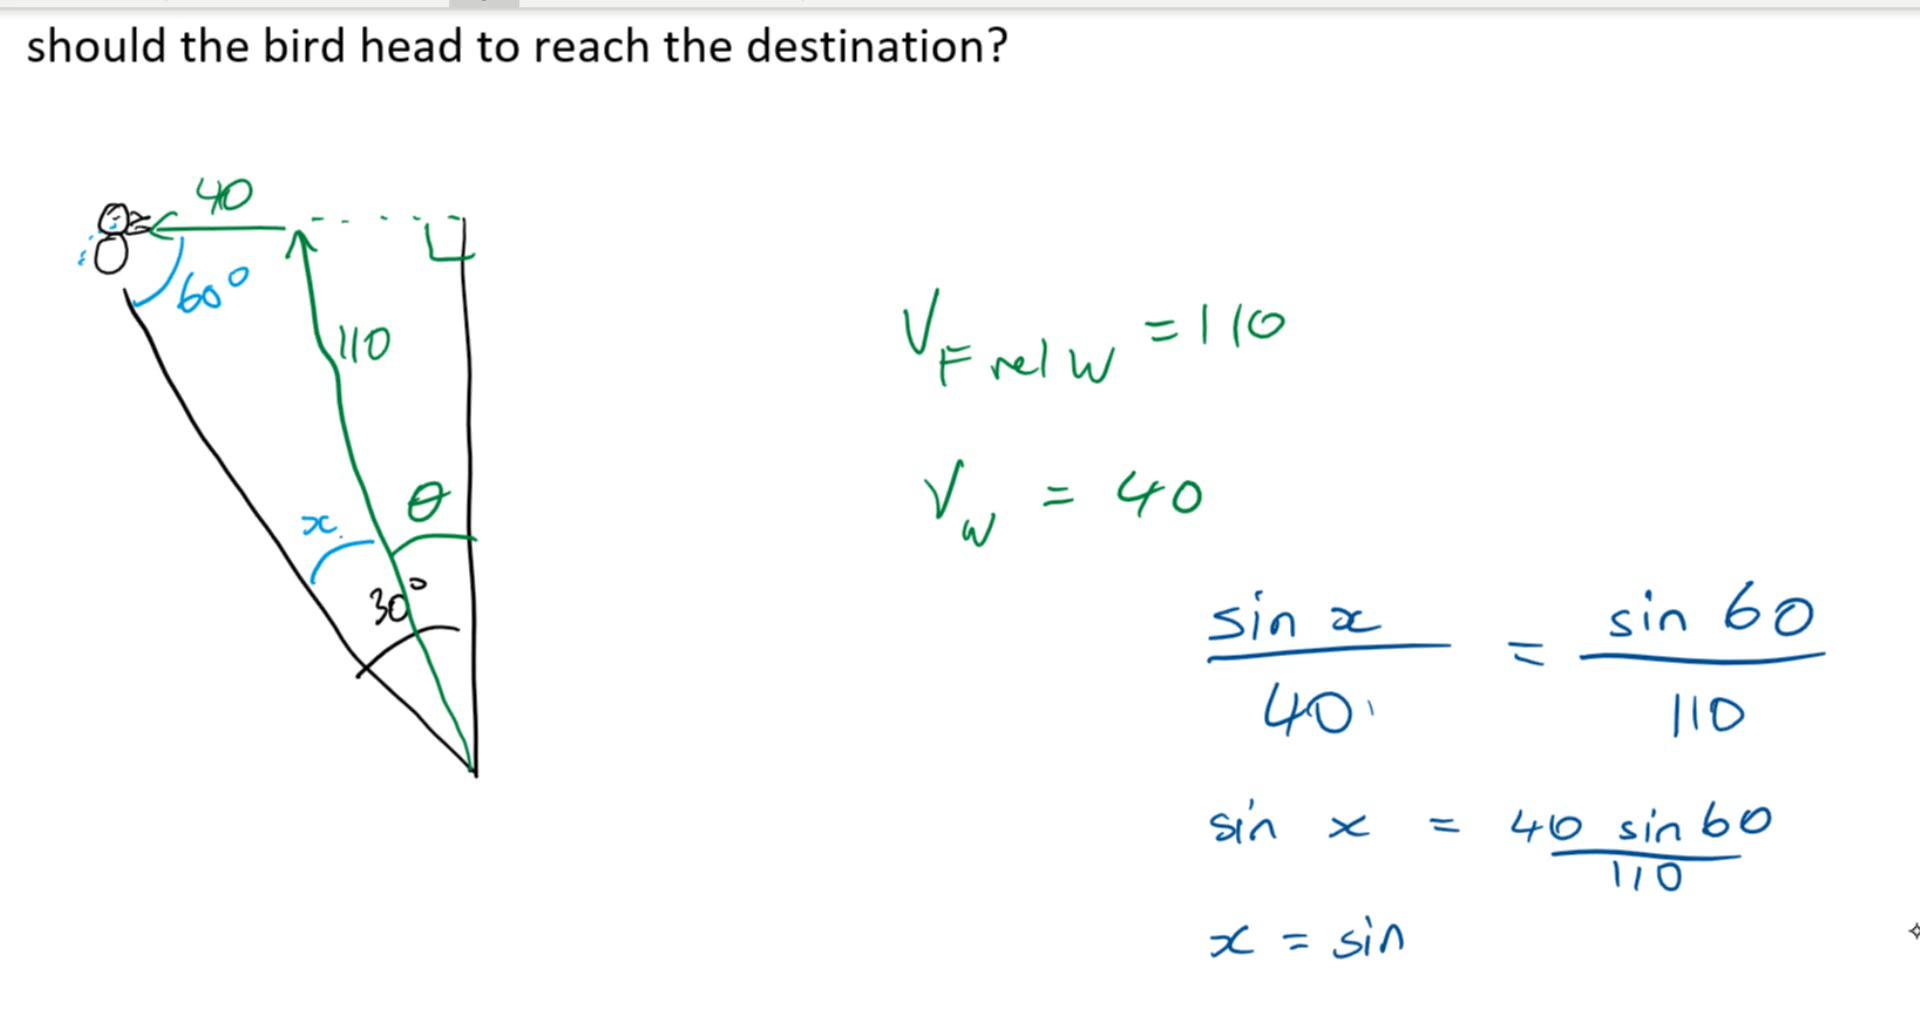 should the bird head to reach the destination?
40
60°
110
θ
x
30°
V_F rel W = 110
V_W = 40
sin x / 40 = sin 60 / 110
sin x = 40 sin 60 / 110
x = sin